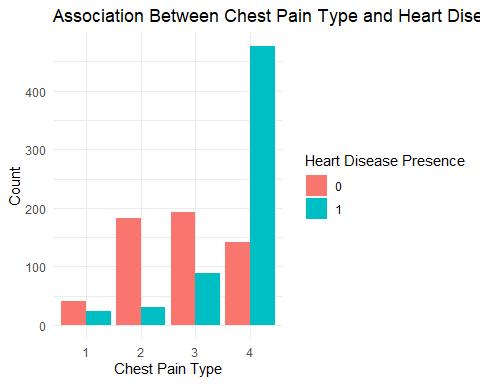 Association Between Chest Pain Type and Heart Dise
Count
400
300
200
100
0
1 2 3 4
Chest Pain Type
Heart Disease Presence
0
1